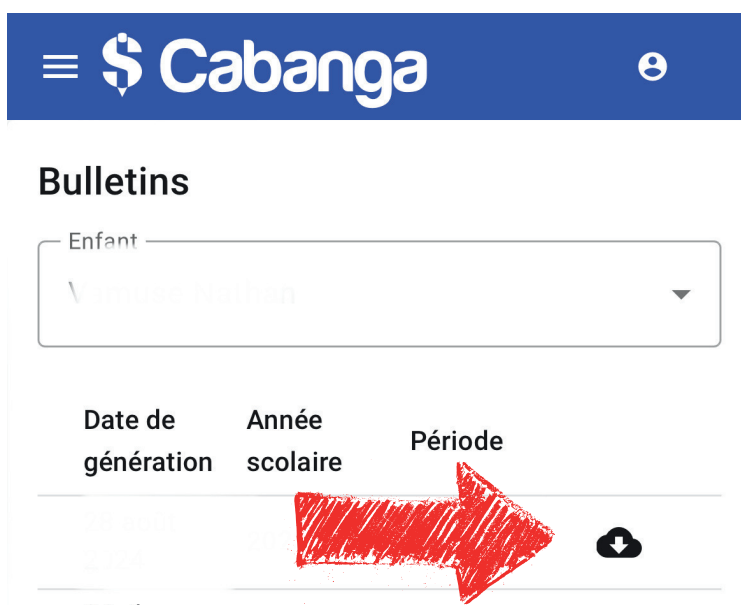 Cabanga
Bulletins
Enfant
Date de
génération
Année
scolaire
Période